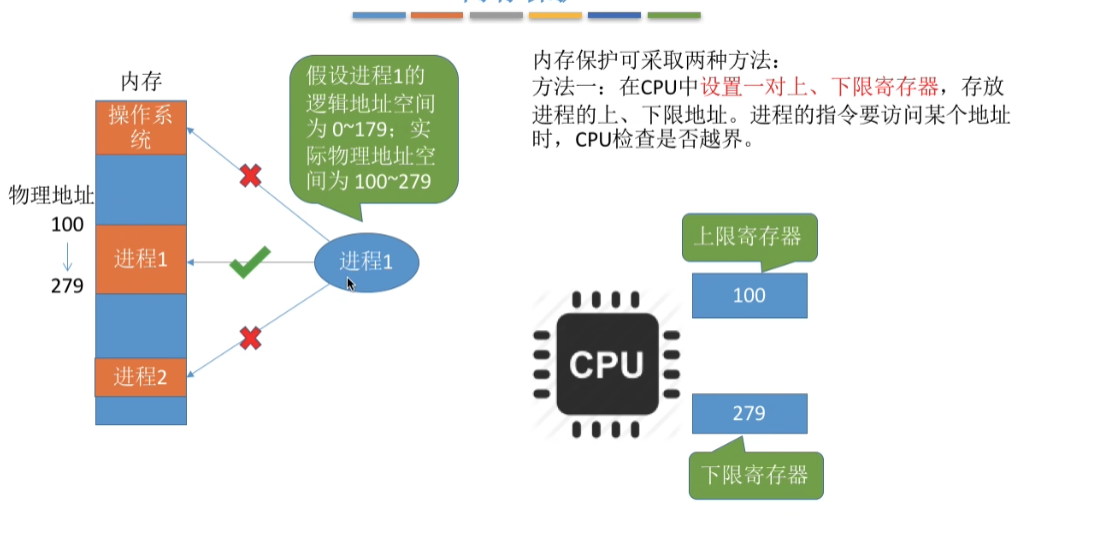 内存保护可采取两种方法：
方法一：在CPU中设置一对上、下限寄存器，存放
进程的上、下限地址。进程的指令要访问某个地址
时，CPU检查是否越界。
内存
操作系
统
假设进程1的
逻辑地址空间
为 0~179；实
际物理地址空
间为 100~279
物理地址
100
279
进程1
进程1
进程2
上限寄存器
100
CPU
279
下限寄存器